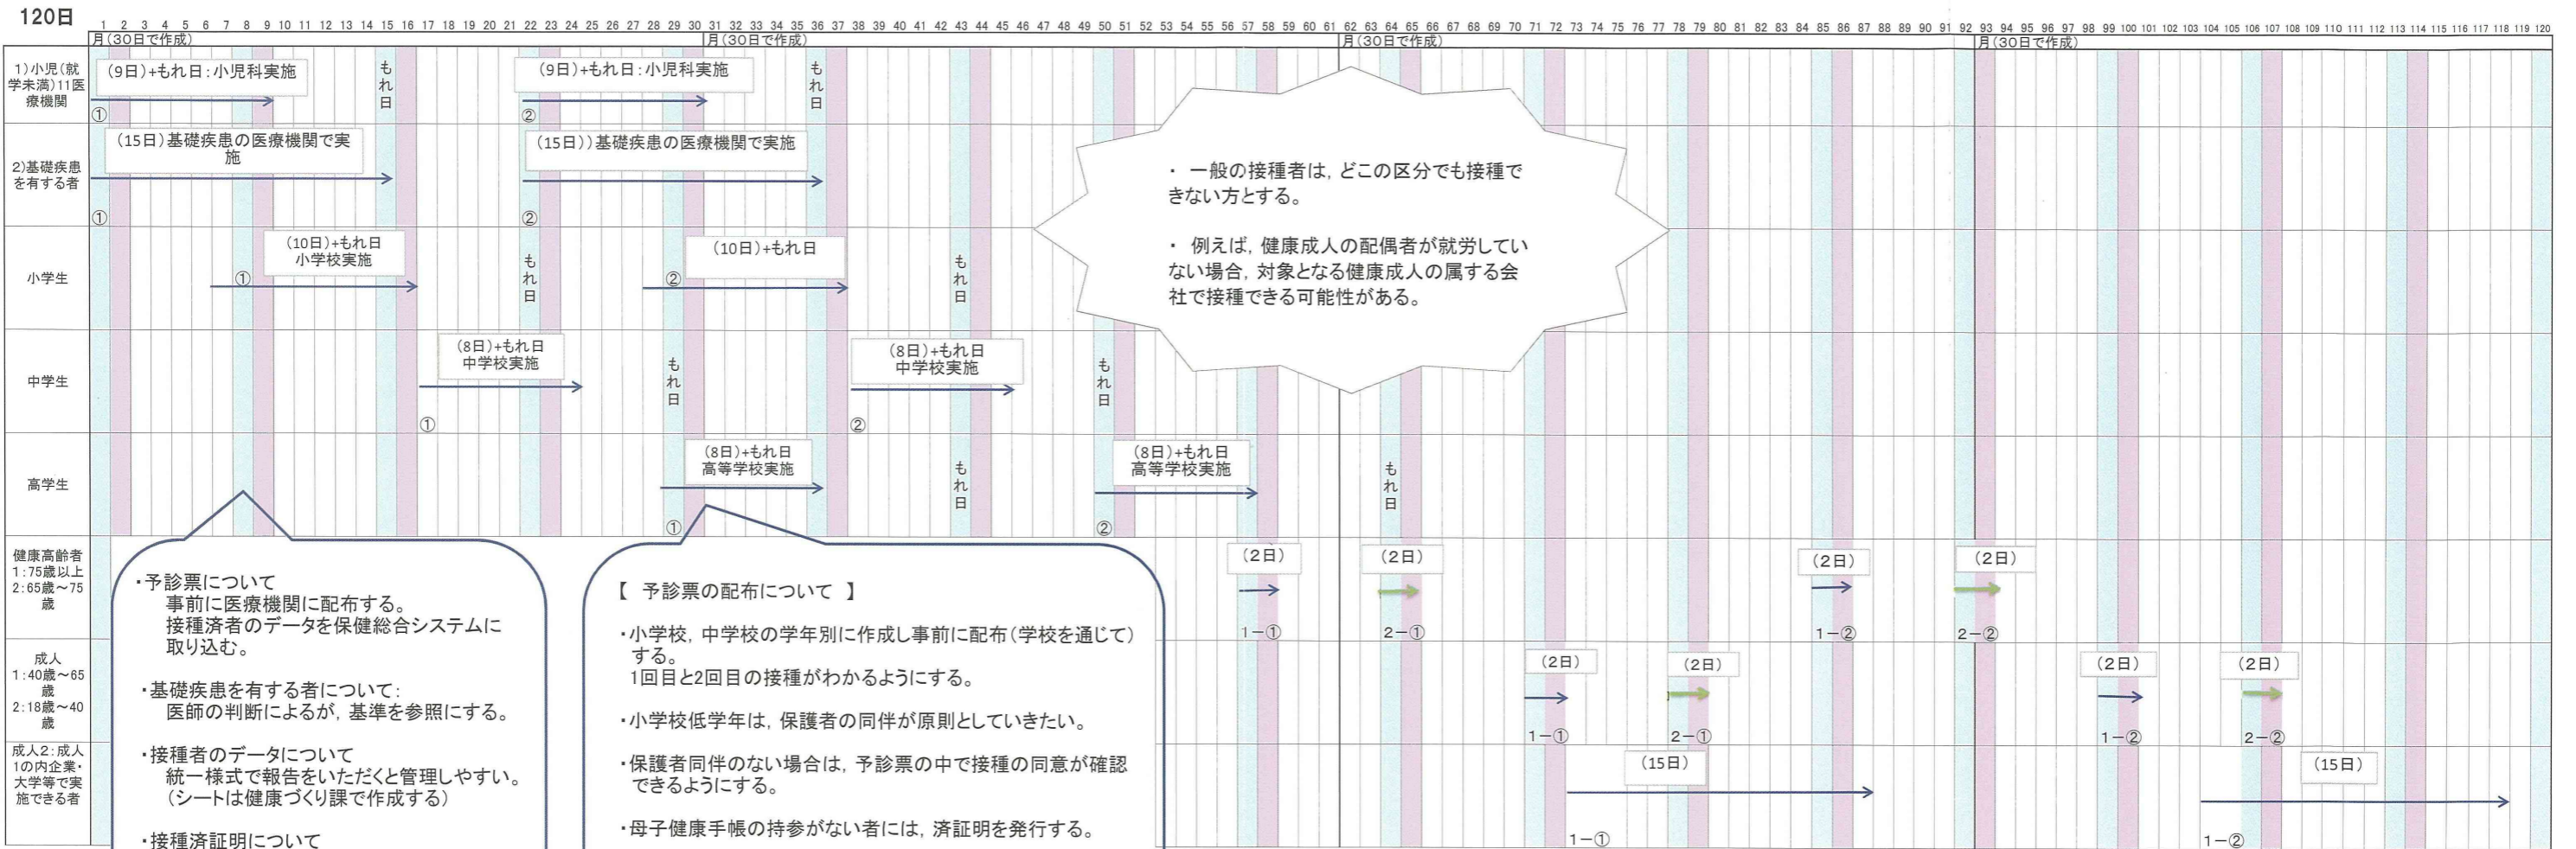 120日
1 2 3 4 5 6 7 8 9 10 11 12 13 14 15 16 17 18 19 20 21 22 23 24 25 26 27 28 29 30 31 32 33 34 35 36 37 38 39 40 41 42 43 44 45 46 47 48 49 50 51 52 53 54 55 56 57 58 59 60 61 62 63 64 65 66 67 68 69 70 71 72 73 74 75 76 77 78 79 80 81 82 83 84 85 86 87 88 89 90 91 92 93 94 95 96 97 98 99 100 101 102 103 104 105 106 107 108 109 110 111 112 113 114 115 116 117 118 119 120
月(30日で作成) 月(30日で作成) 月(30日で作成) 月(30日で作成)
1)小児(就
学未満)11医
療機関
(9日)+もれ日:小児科実施
①
もれ日
(9日)+もれ日:小児科実施
②
もれ日
2)基礎疾患
を有する者
(15日)基礎疾患の医療機関で実
施
①
(15日))基礎疾患の医療機関で実施
②
小学生
(10日)+もれ日
小学校実施
①
もれ日
(10日)+もれ日
②
もれ日
中学生
(8日)+もれ日
中学校実施
①
もれ日
(8日)+もれ日
中学校実施
②
もれ日
高学生
(8日)+もれ日
高等学校実施
①
もれ日
(8日)+もれ日
高等学校実施
②
もれ日
・ 一般の接種者は, どこの区分でも接種で
きない方とする。
・ 例えば, 健康成人の配偶者が就労してい
ない場合, 対象となる健康成人の属する会
社で接種できる可能性がある。
健康高齢者
1:75歳以上
2:65歳〜75
歳
(2日) (2日) (2日) (2日)
1-① 2-① 1-② 2-②
成人
1:40歳〜65
歳
2:18歳〜40
歳
(2日) (2日) (2日) (2日)
1-① 2-① 1-② 2-②
成人2:成人
1の内企業・
大学等で実
施できる者
(15日) (15日)
1-① 1-②
・予診票について
事前に医療機関に配布する。
接種済者のデータを保健総合システムに
取り込む。
・基礎疾患を有する者について:
医師の判断によるが, 基準を参照にする。
・接種者のデータについて
統一様式で報告をいただくと管理しやすい。
(シートは健康づくり課で作成する)
・接種済証明について
【 予診票の配布について 】
・小学校, 中学校の学年別に作成し事前に配布(学校を通じて)
する。
1回目と2回目の接種がわかるようにする。
・小学校低学年は, 保護者の同伴が原則としていきたい。
・保護者同伴のない場合は, 予診票の中で接種の同意が確認
できるようにする。
・母子健康手帳の持参がない者には, 済証明を発行する。